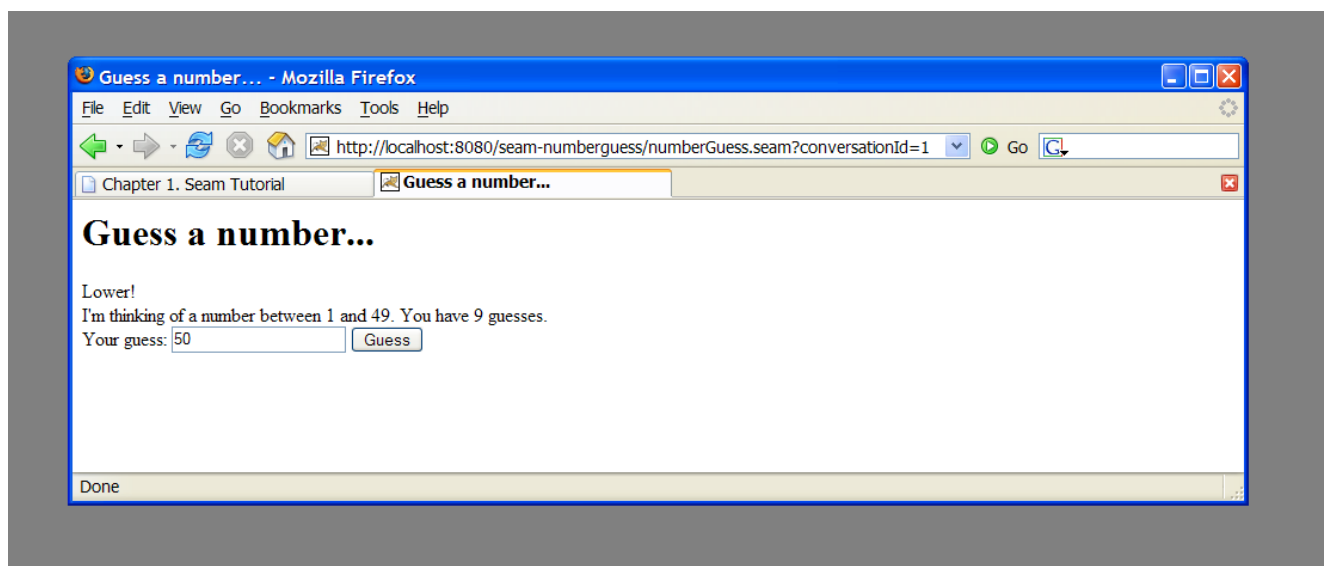 Guess a number... - Mozilla Firefox
File Edit View Go Bookmarks Tools Help
http://localhost:8080/seam-numberguess/numberGuess.seam?conversationId=1 Go G
Chapter 1. Seam Tutorial Guess a number...
Guess a number...
Lower!
I'm thinking of a number between 1 and 49. You have 9 guesses.
Your guess: 50 Guess
Done